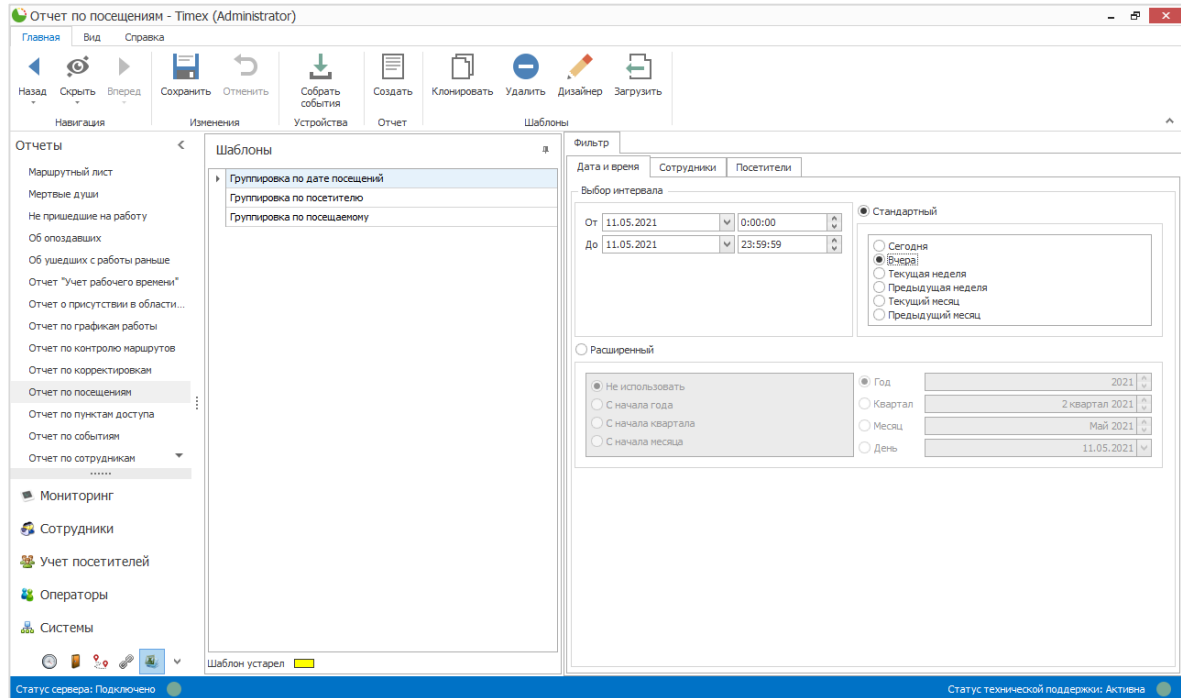 Отчет по посещениям - Timex (Administrator)
Главная Вид Справка
Назад Скрыть Вперед Сохранить Отменить Собрать события Создать Клонировать Удалить Дизайнер Загрузить
Навигация Изменения Устройства Отчет Шаблоны
Отчеты
Маршрутный лист
Мертвые души
Не пришедшие на работу
Об опоздавших
Об ушедших с работы раньше
Отчет "Учет рабочего времени"
Отчет о присутствии в области...
Отчет по графикам работы
Отчет по контролю маршрутов
Отчет по корректировкам
Отчет по посещениям
Отчет по пунктам доступа
Отчет по событиям
Отчет по сотрудникам
Мониторинг
Сотрудники
Учет посетителей
Операторы
Системы
Шаблоны
Группировка по дате посещений
Группировка по посетителю
Группировка по посещаемому
Шаблон устарел
Фильтр
Дата и время Сотрудники Посетители
Выбор интервала
От 11.05.2021 0:00:00
До 11.05.2021 23:59:59
Стандартный
Сегодня
Вчера
Текущая неделя
Предыдущая неделя
Текущий месяц
Предыдущий месяц
Расширенный
Не использовать
С начала года
С начала квартала
С начала месяца
Год 2021
Квартал 2 квартал 2021
Месяц Май 2021
День 11.05.2021
Статус сервера: Подключено
Статус технической поддержки: Активна